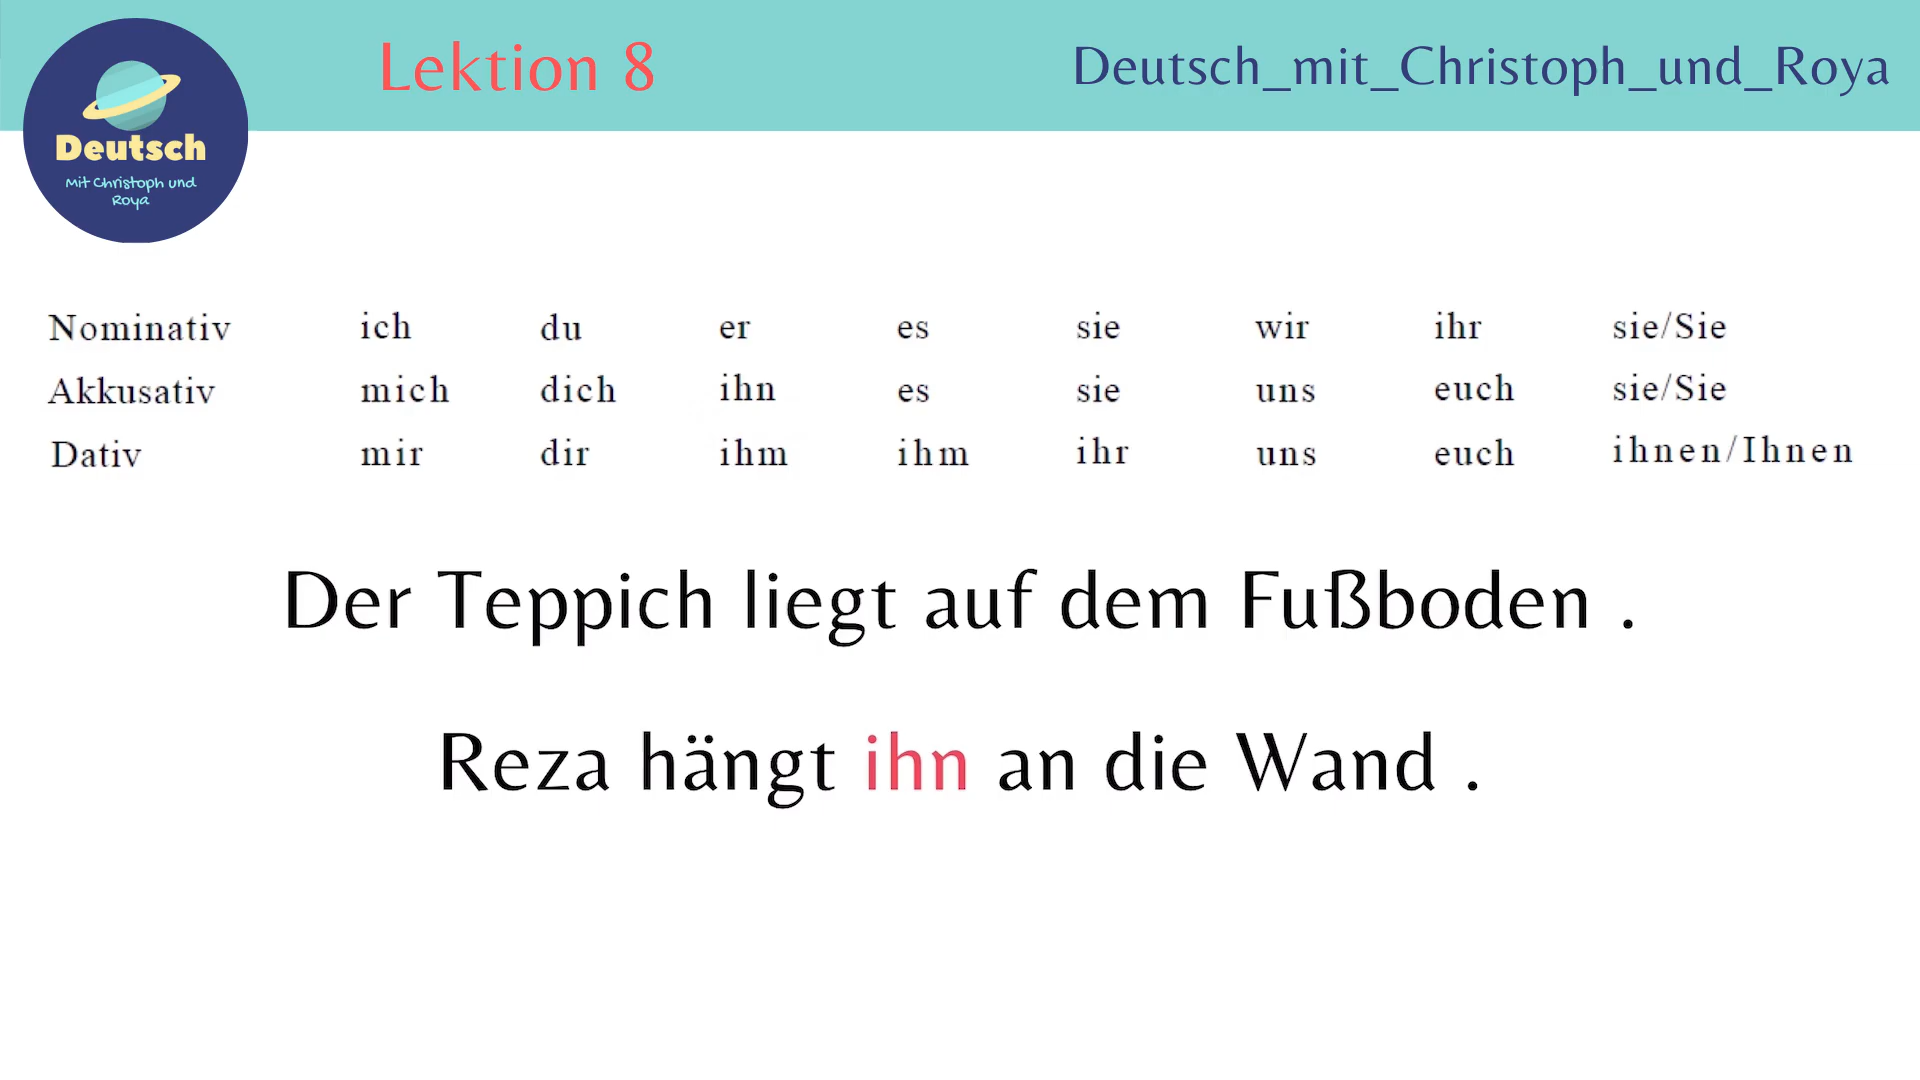 Lektion 8
Deutsch_mit_Christoph_und_Roya
Deutsch
Mit Christoph und
Roya
Nominativ ich du er es sie wir ihr sie/Sie
Akkusativ mich dich ihn es sie uns euch sie/Sie
Dativ mir dir ihm ihm ihr uns euch ihnen/Ihnen
Der Teppich liegt auf dem Fußboden .
Reza hängt ihn an die Wand .